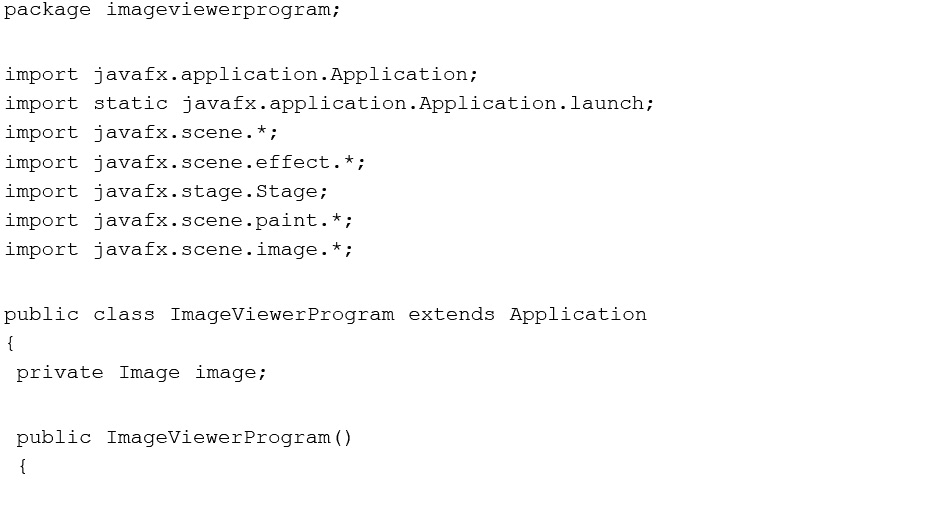 package imageviewerprogram;
import javafx.application.Application;
import static javafx.application.Application.launch;
import javafx.scene.*;
import javafx.scene.effect.*;
import javafx.stage.Stage;
import javafx.scene.paint.*;
import javafx.scene.image.*;
public class ImageViewerProgram extends Application
{
private Image image;
public ImageViewerProgram()
{